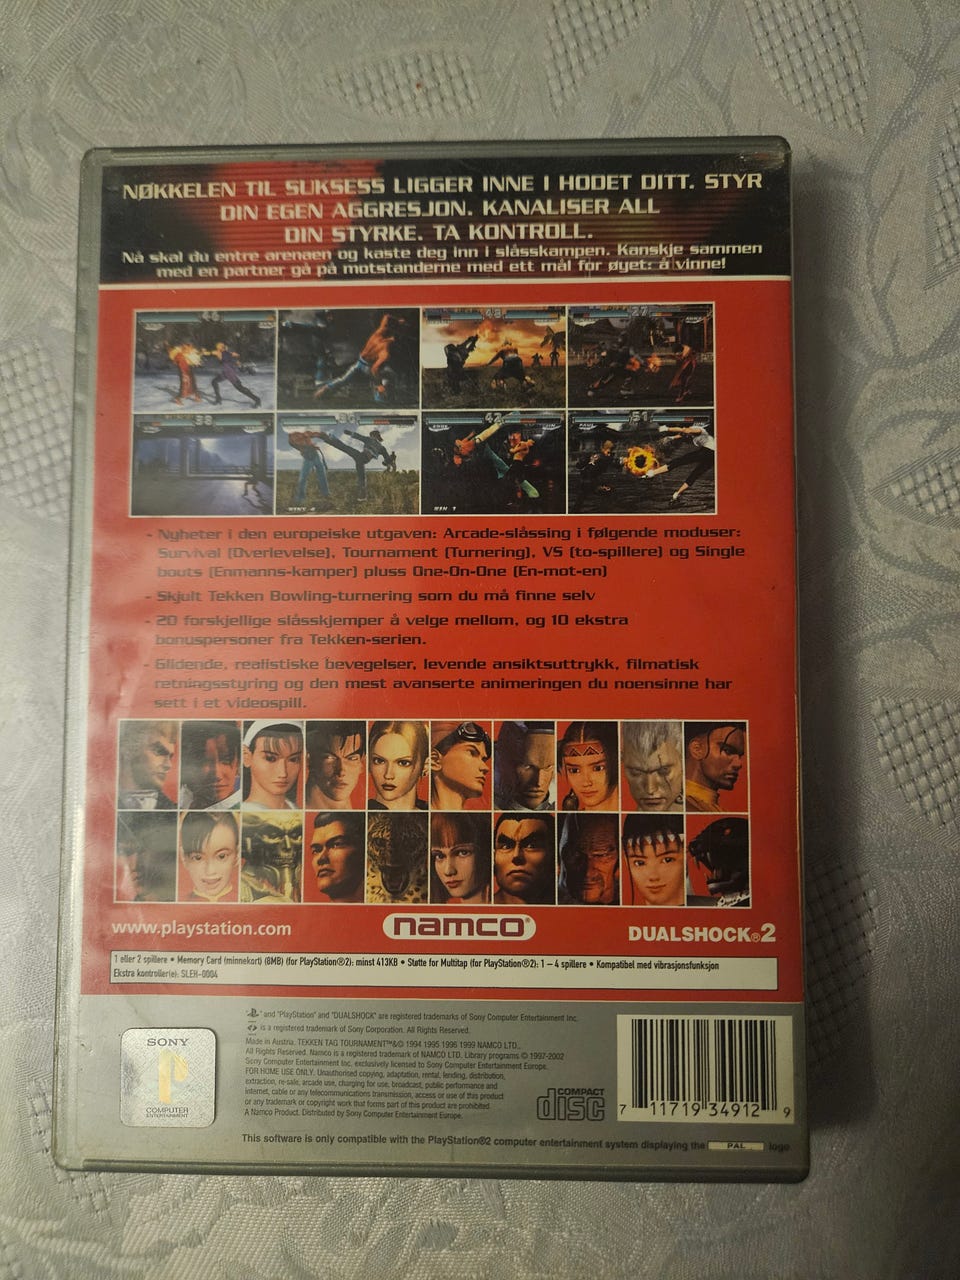 NØKKELEN TIL SUKSESS LIGGER INNE I HODET DITT. STYR
DIN EGEN AGGRESJON. KANALISER ALL
DIN STYRKE. TA KONTROLL.
Nå skal du entre arenaen og kaste deg inn i slåsskampen. Kanskje sammen
med en partner gå på motstanderne med ett mål for øyet: å vinne!
48
27
38
42
51
PAUL
WIN 1
- Nyheter i den europeiske utgaven: Arcade-slåssing i følgende moduser:
Survival (Overlevelse), Tournament (Turnering), VS (to-spillere) og Single
bouts (Enmanns-kamper) pluss One-On-One (En-mot-en)
- Skjult Tekken Bowling-turnering som du må finne selv
- 20 forskjellige slåsskjemper å velge mellom, og 10 ekstra
bonuspersoner fra Tekken-serien.
- Glidende, realistiske bevegelser, levende ansiktsuttrykk, filmatisk
retningsstyring og den mest avanserte animeringen du noensinne har
sett i et videospill.
www.playstation.com
namco®
DUALSHOCK®2
1 eller 2 spillere • Memory Card (minnekort) (8MB) (for PlayStation®2): minst 413KB • Støtte for Multitap (for PlayStation®2): 1 – 4 spillere • Kompatibel med vibrasjonsfunksjon
Ekstra kontroller(e): SLEH-0004
" and "PlayStation" and "DUALSHOCK" are registered trademarks of Sony Computer Entertainment Inc.
is a registered trademark of Sony Corporation. All Rights Reserved.
Made in Austria. TEKKEN TAG TOURNAMENT™&© 1994 1995 1996 1999 NAMCO LTD.,
All Rights Reserved. Namco is a registered trademark of NAMCO LTD. Library programs © 1997-2002
Sony Computer Entertainment Inc. exclusively licensed to Sony Computer Entertainment Europe.
FOR HOME USE ONLY. Unauthorised copying, adaptation, rental, lending, distribution,
extraction, re-sale, arcade use, charging for use, broadcast, public performance and
internet, cable or any telecommunications transmission, access or use of this product
or any trademark or copyright work that forms part of this product are prohibited.
A Namco Product. Distributed by Sony Computer Entertainment Europe.
SONY
COMPUTER
ENTERTAINMENT
COMPACT
disc
7 11719 34912 9
This software is only compatible with the PlayStation®2 computer entertainment system displaying the PAL logo